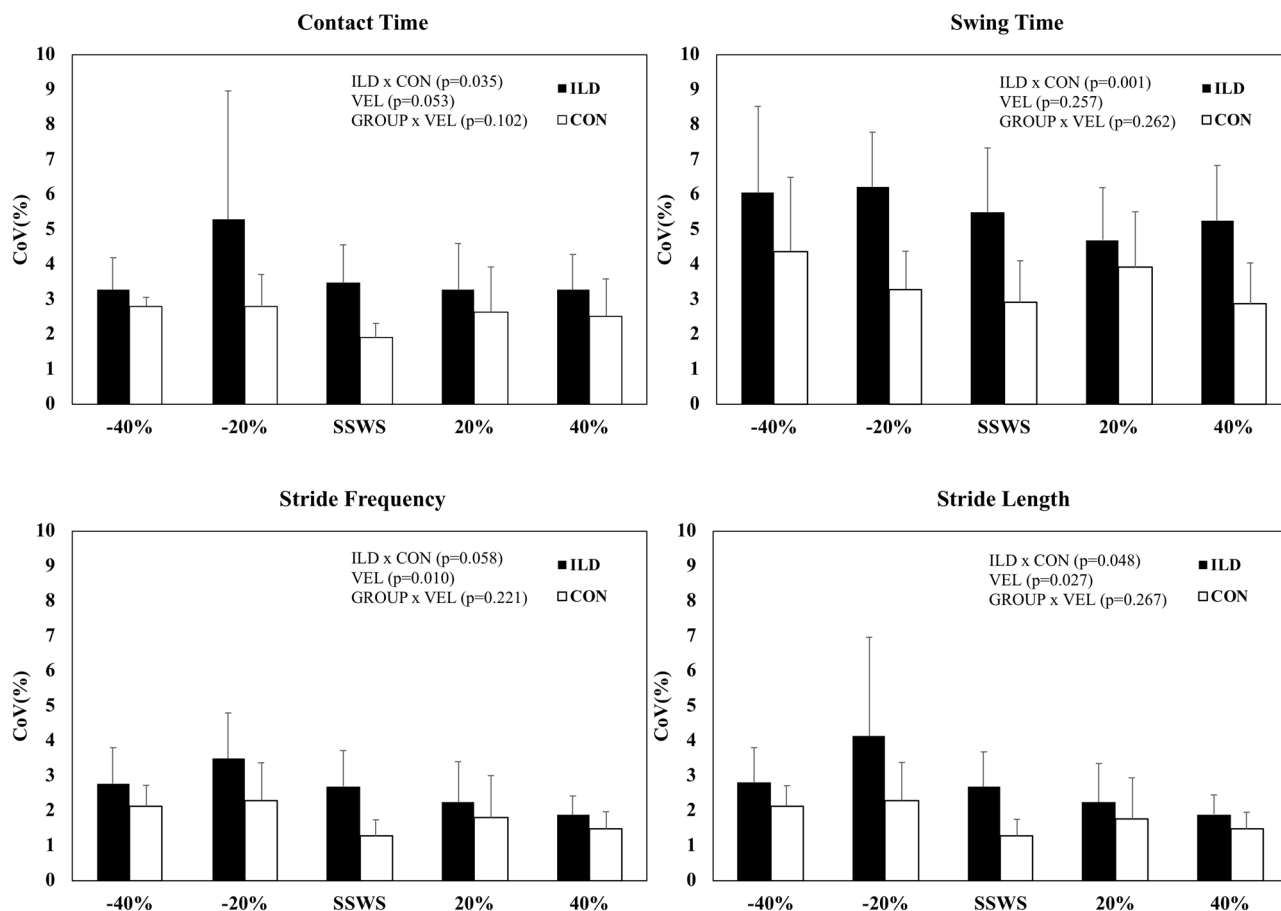 Contact Time
10
9
8
7
6
5
4
3
2
1
0
CoV(%)
ILD x CON (p=0.035)
VEL (p=0.053)
GROUP x VEL (p=0.102)
ILD
CON
-40% -20% SSWS 20% 40%
Swing Time
10
9
8
7
6
5
4
3
2
1
0
CoV(%)
ILD x CON (p=0.001)
VEL (p=0.257)
GROUP x VEL (p=0.262)
ILD
CON
-40% -20% SSWS 20% 40%
Stride Frequency
10
9
8
7
6
5
4
3
2
1
0
CoV(%)
ILD x CON (p=0.058)
VEL (p=0.010)
GROUP x VEL (p=0.221)
ILD
CON
-40% -20% SSWS 20% 40%
Stride Length
10
9
8
7
6
5
4
3
2
1
0
CoV(%)
ILD x CON (p=0.048)
VEL (p=0.027)
GROUP x VEL (p=0.267)
ILD
CON
-40% -20% SSWS 20% 40%